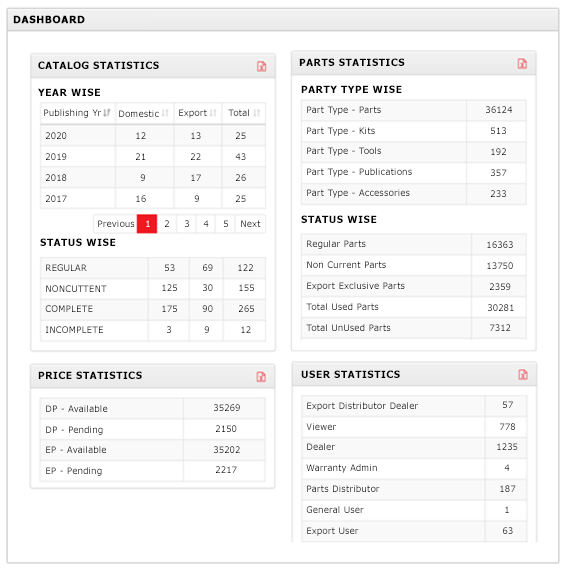 DASHBOARD
CATALOG STATISTICS
YEAR WISE
Publishing Yr Domestic Export Total
2020 12 13 25
2019 21 22 43
2018 9 17 26
2017 16 9 25
Previous 1 2 3 4 5 Next
STATUS WISE
REGULAR 53 69 122
NONCUTTENT 125 30 155
COMPLETE 175 90 265
INCOMPLETE 3 9 12
PARTS STATISTICS
PARTY TYPE WISE
Part Type - Parts 36124
Part Type - Kits 513
Part Type - Tools 192
Part Type - Publications 357
Part Type - Accessories 233
STATUS WISE
Regular Parts 16363
Non Current Parts 13750
Export Exclusive Parts 2359
Total Used Parts 30281
Total UnUsed Parts 7312
PRICE STATISTICS
DP - Available 35269
DP - Pending 2150
EP - Available 35202
EP - Pending 2217
USER STATISTICS
Export Distributor Dealer 57
Viewer 778
Dealer 1235
Warranty Admin 4
Parts Distributor 187
General User 1
Export User 63